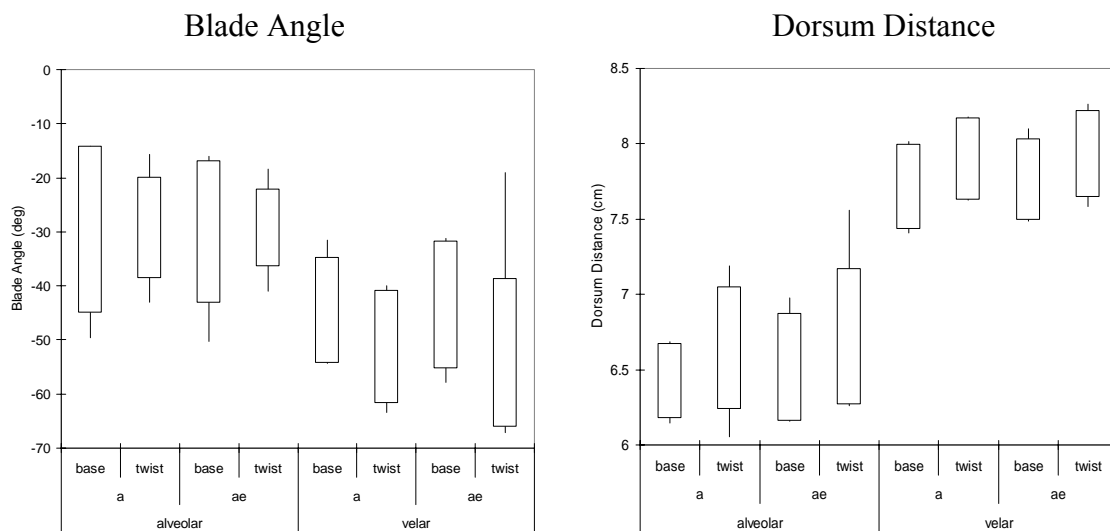 Blade Angle
0
-10
-20
-30
-40
-50
-60
-70
Blade Angle (deg)
base twist base twist base twist base twist
a ae a ae
alveolar velar
Dorsum Distance
8.5
8
7.5
7
6.5
6
Dorsum Distance (cm)
base twist base twist base twist base twist
a ae a ae
alveolar velar